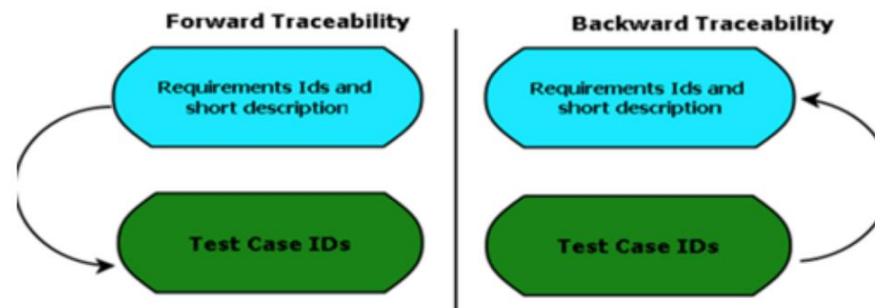 Forward Traceability
Requirements Ids and
short description
Test Case IDs
Backward Traceability
Requirements Ids and
short description
Test Case IDs